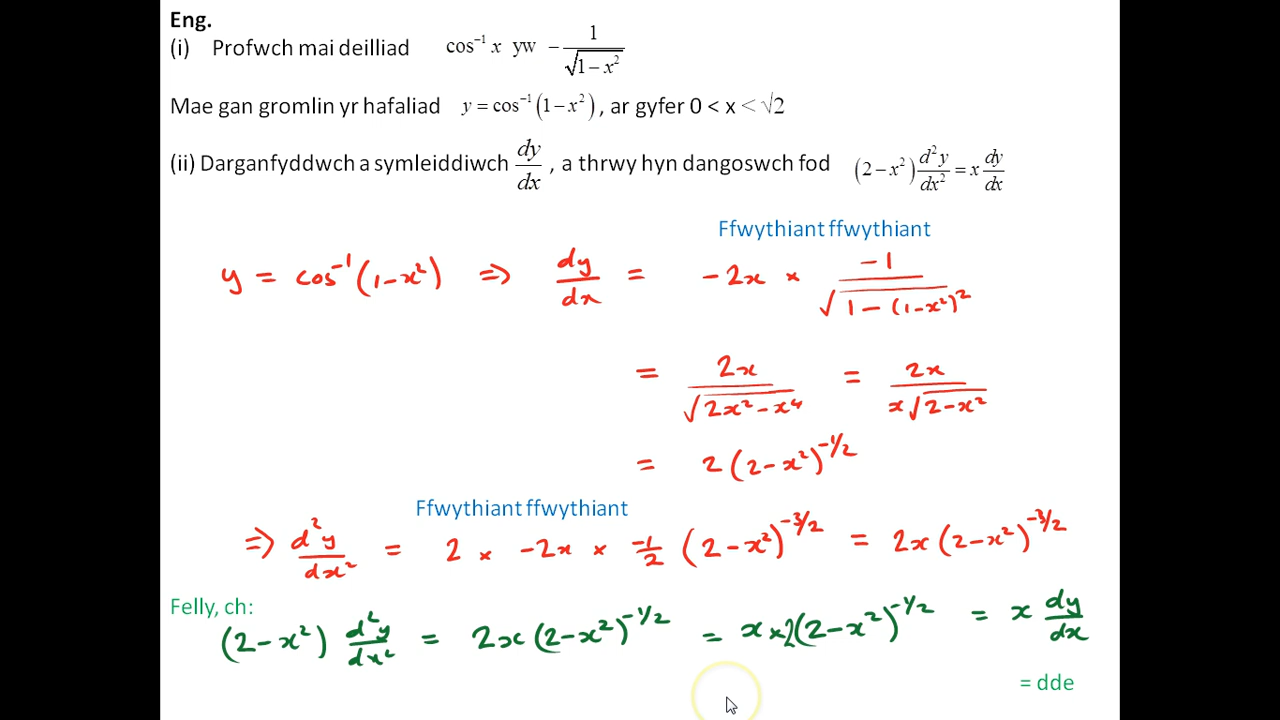 Eng.
(i) Profwch mai deilliad cos⁻¹ x yw −1/√(1−x²)
Mae gan gromlin yr hafaliad y = cos⁻¹(1−x²), ar gyfer 0 < x < √2
(ii) Darganfyddwch a symleiddiwch dy/dx, a thrwy hyn dangoswch fod (2−x²) d²y/dx² = x dy/dx
Ffwythiant ffwythiant
y = cos⁻¹(1−x²) ⇒ dy/dx = −2x × −1/√(1−(1−x²)²)
= 2x/√(2x²−x⁴) = 2x/(x√(2−x²))
= 2(2−x²)^(−1/2)
Ffwythiant ffwythiant
⇒ d²y/dx² = 2 × −2x × −1/2 (2−x²)^(−3/2) = 2x(2−x²)^(−3/2)
Felly, ch:
(2−x²) d²y/dx² = 2x(2−x²)^(−1/2) = x×2(2−x²)^(−1/2) = x dy/dx
= dde